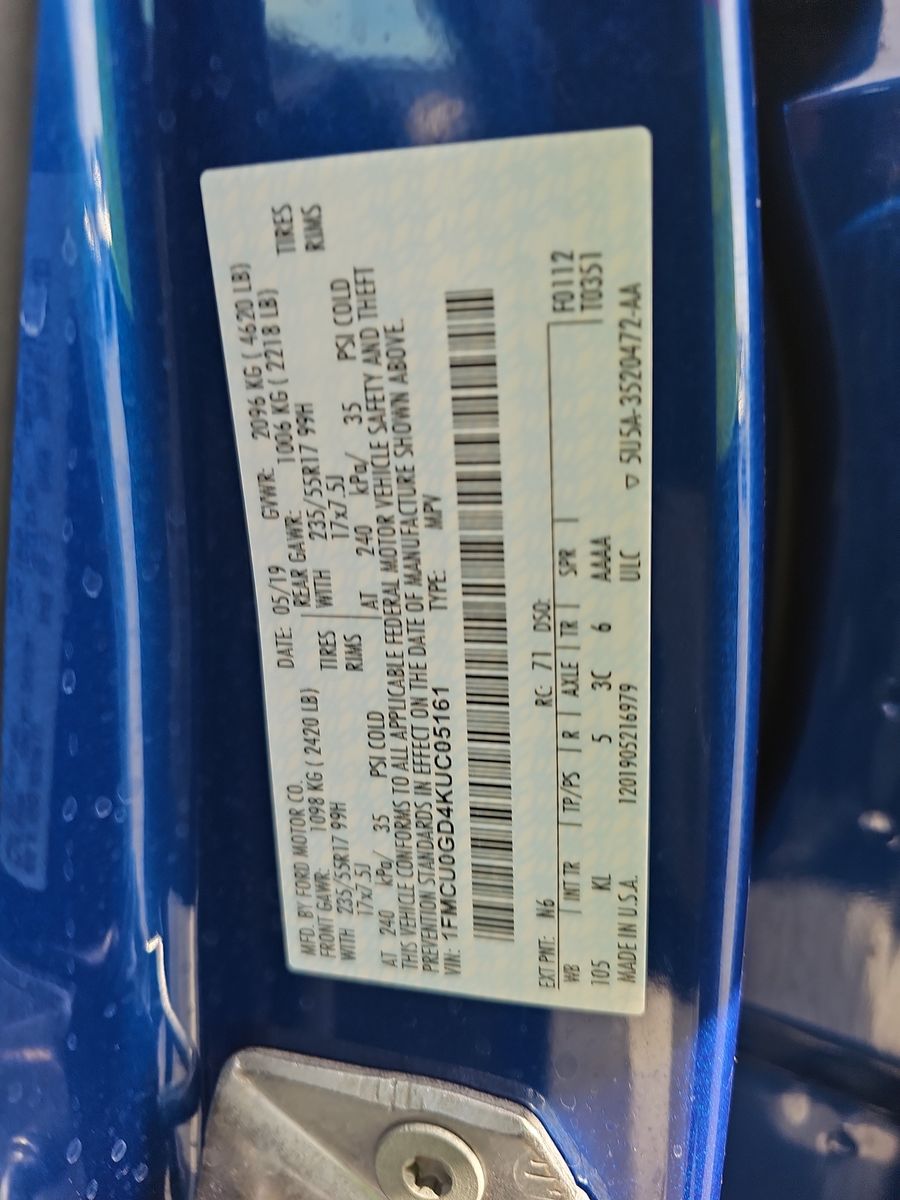 MFD. BY FORD MOTOR CO. DATE: 05/19 GVWR: 2096 KG ( 4620 LB)
FRONT GAWR: 1098 KG ( 2420 LB) REAR GAWR: 1006 KG ( 2218 LB)
WITH 235/55R17 99H TIRES WITH 235/55R17 99H TIRES
17x7.5J RIMS 17x7.5J RIMS
AT 240 kPa/ 35 PSI COLD AT 240 kPa/ 35 PSI COLD
THIS VEHICLE CONFORMS TO ALL APPLICABLE FEDERAL MOTOR VEHICLE SAFETY AND THEFT
PREVENTION STANDARDS IN EFFECT ON THE DATE OF MANUFACTURE SHOWN ABOVE.
VIN: 1FMCU0GD4KUC05161 TYPE: MPV
EXT PNT: N6 RC: 71 DSO: F0112
WB INT TR TP/PS R AXLE TR SPR T0351
105 KL 5 3C 6 AAAA
MADE IN U.S.A. 1201905216979 ULC ▽ 5U5A-3520472-AA